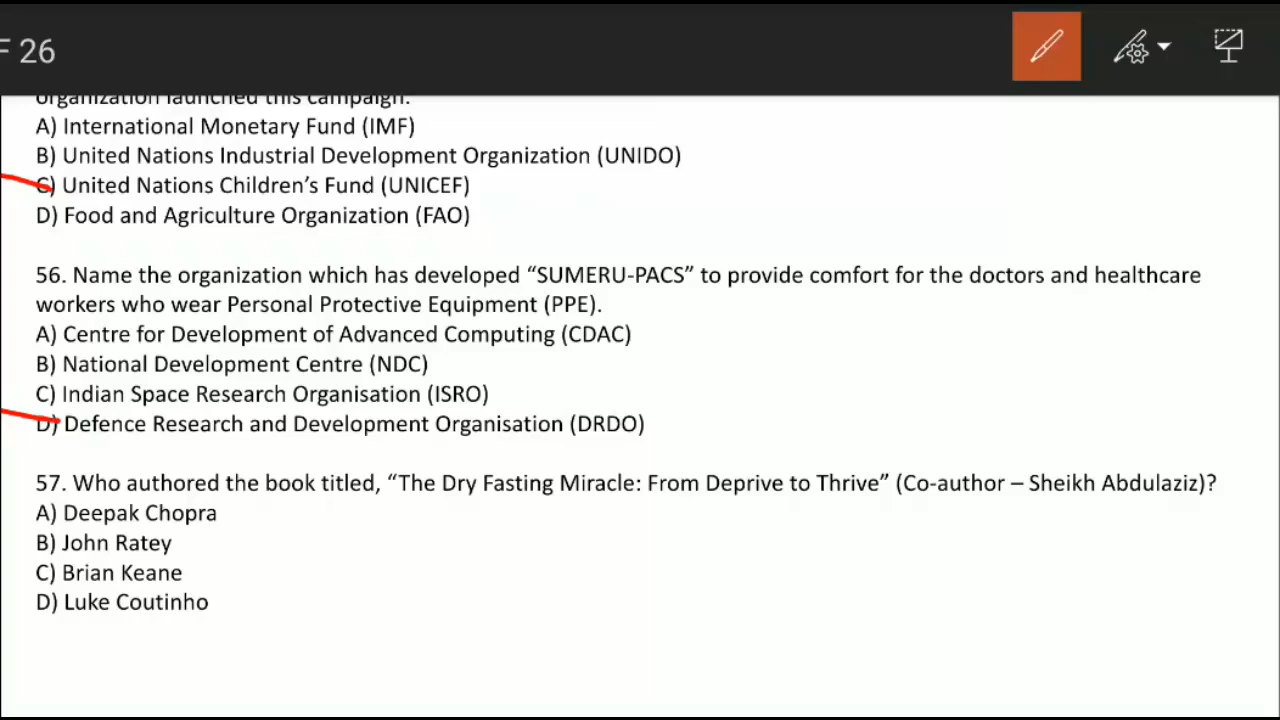 F 26
organization launched this campaign.
A) International Monetary Fund (IMF)
B) United Nations Industrial Development Organization (UNIDO)
C) United Nations Children’s Fund (UNICEF)
D) Food and Agriculture Organization (FAO)
56. Name the organization which has developed “SUMERU-PACS” to provide comfort for the doctors and healthcare
workers who wear Personal Protective Equipment (PPE).
A) Centre for Development of Advanced Computing (CDAC)
B) National Development Centre (NDC)
C) Indian Space Research Organisation (ISRO)
D) Defence Research and Development Organisation (DRDO)
57. Who authored the book titled, “The Dry Fasting Miracle: From Deprive to Thrive” (Co-author – Sheikh Abdulaziz)?
A) Deepak Chopra
B) John Ratey
C) Brian Keane
D) Luke Coutinho